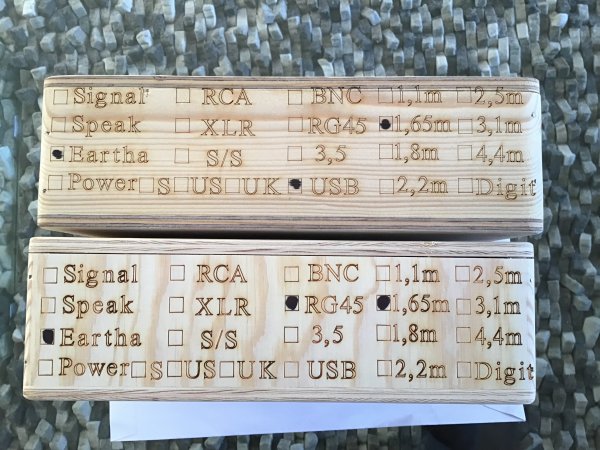 Signal RCA BNC 1,1m 2,5m
Speak XLR RG45 1,65m 3,1m
Eartha S/S 3,5 1,8m 4,4m
Power S US UK USB 2,2m Digit
Signal RCA BNC 1,1m 2,5m
Speak XLR RG45 1,65m 3,1m
Eartha S/S 3,5 1,8m 4,4m
Power S US UK USB 2,2m Digit